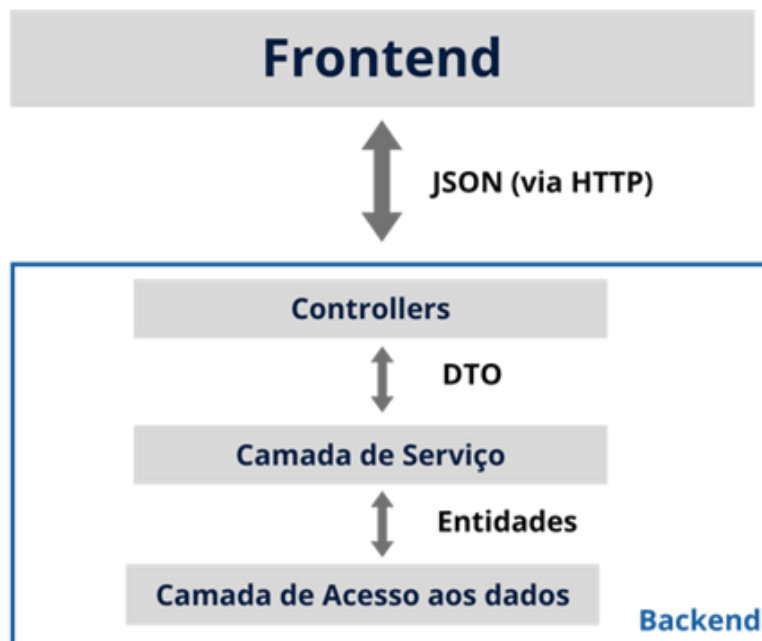 Frontend
JSON (via HTTP)
Controllers
DTO
Camada de Serviço
Entidades
Camada de Acesso aos dados
Backend